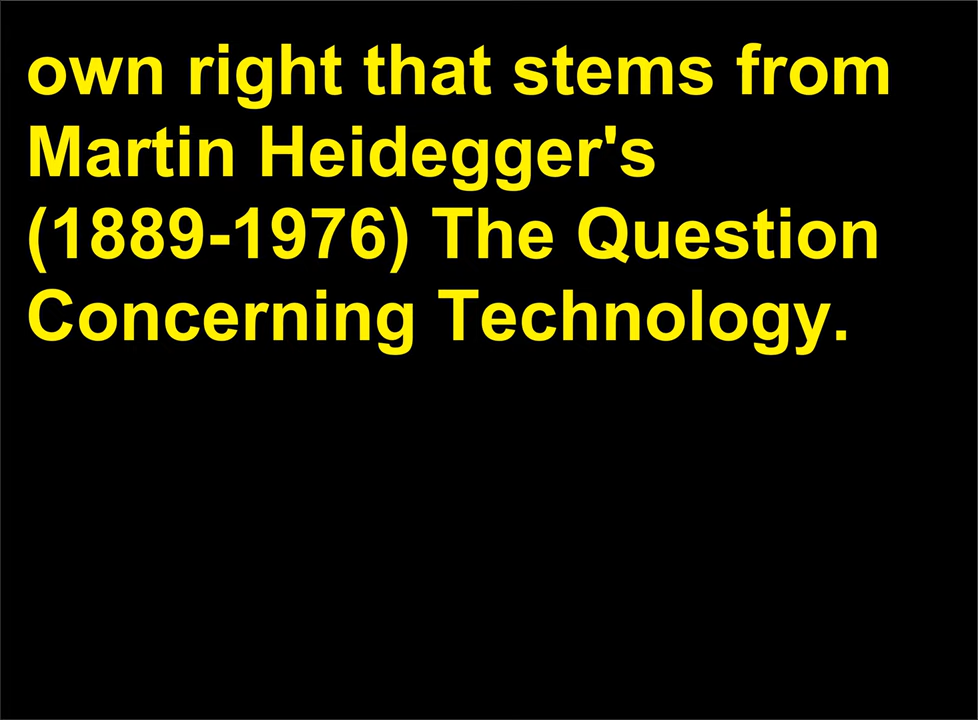 own right that stems from
Martin Heidegger's
(1889-1976) The Question
Concerning Technology.